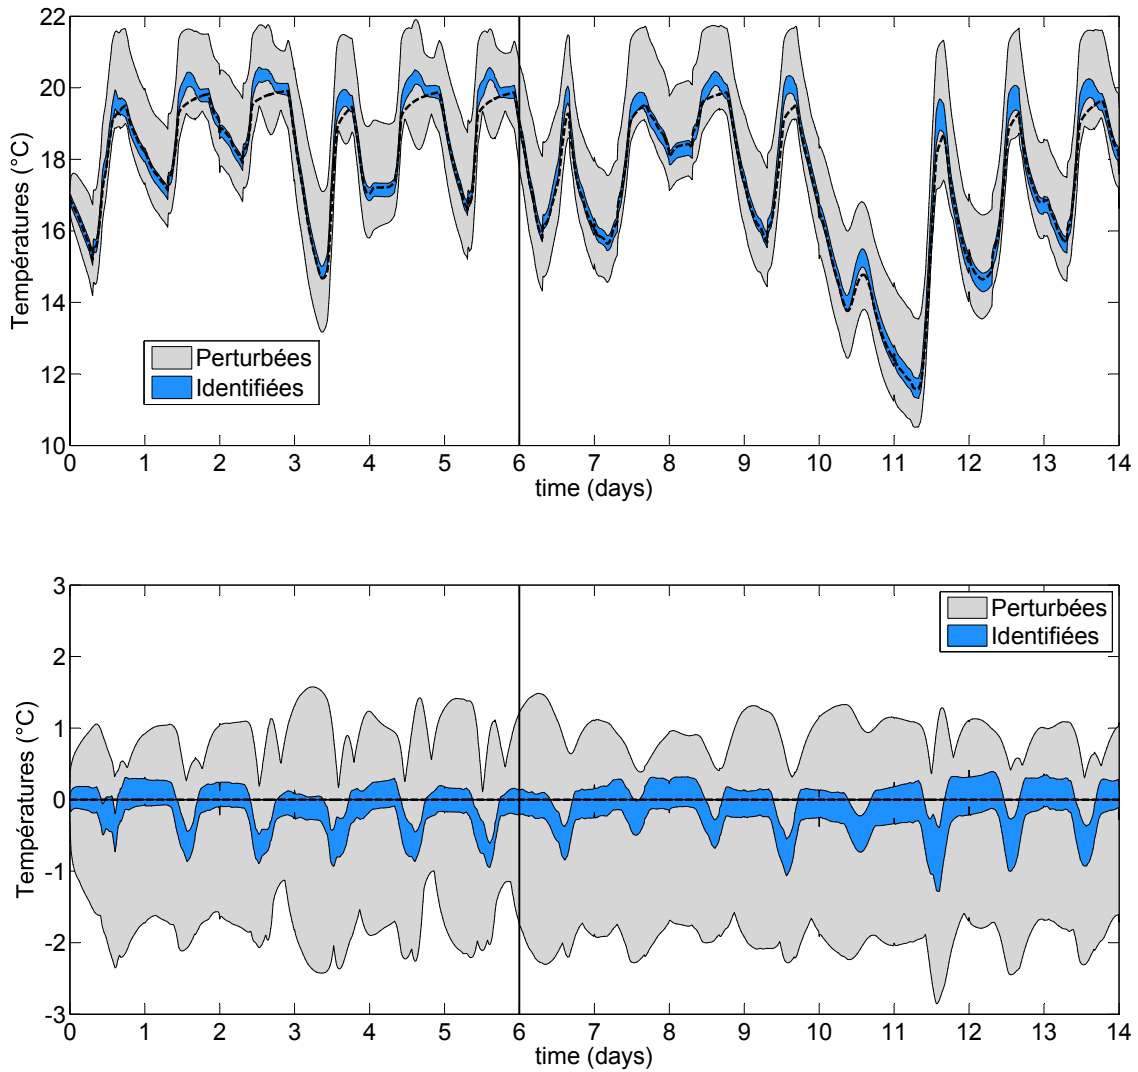 22
20
18
16
14
12
10
Températures (°C)
Perturbées
Identifiées
0 1 2 3 4 5 6 7 8 9 10 11 12 13 14
time (days)
3
2
1
0
-1
-2
-3
Températures (°C)
Perturbées
Identifiées
0 1 2 3 4 5 6 7 8 9 10 11 12 13 14
time (days)